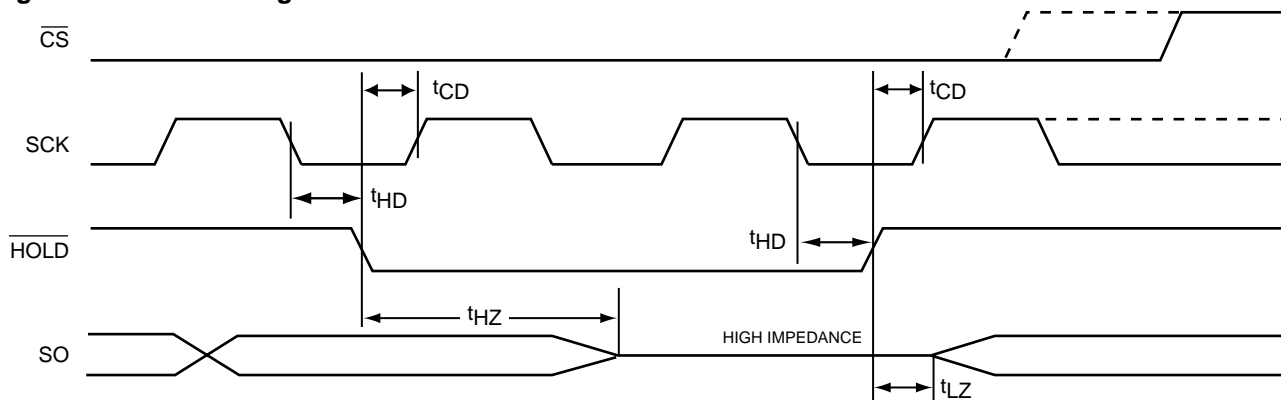 CS
tCD
tCD
SCK
tHD
HOLD
tHD
tHZ
HIGH IMPEDANCE
SO
tLZ